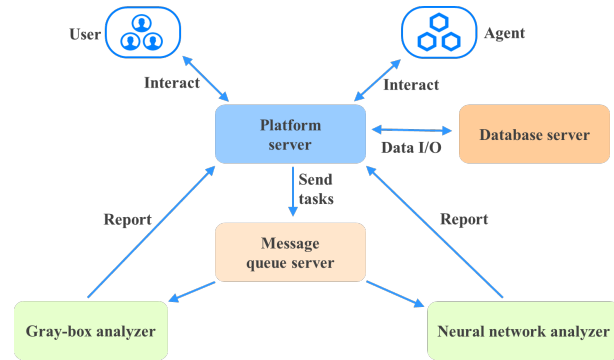 User
Agent
Interact
Interact
Platform
server
Database server
Data I/O
Send
tasks
Report
Report
Message
queue server
Gray-box analyzer
Neural network analyzer